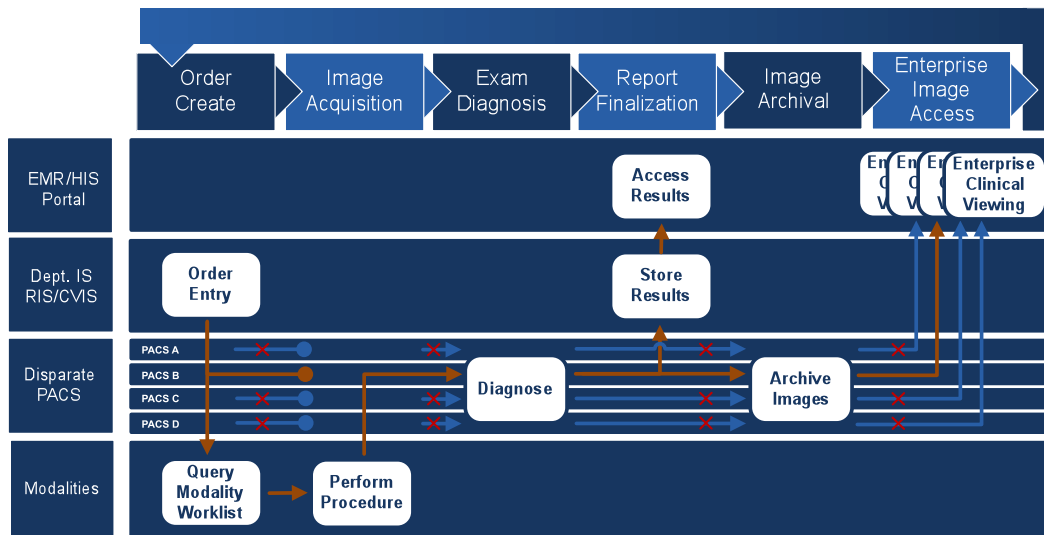 Order
Create
Image
Acquisition
Exam
Diagnosis
Report
Finalization
Image
Archival
Enterprise
Image
Access
EMR/HIS
Portal
Access
Results
Enterprise
Clinical
Viewing
Dept. IS
RIS/CVIS
Order
Entry
Store
Results
Disparate
PACS
PACS A
PACS B
PACS C
PACS D
Diagnose
Archive
Images
Modalities
Query
Modality
Worklist
Perform
Procedure